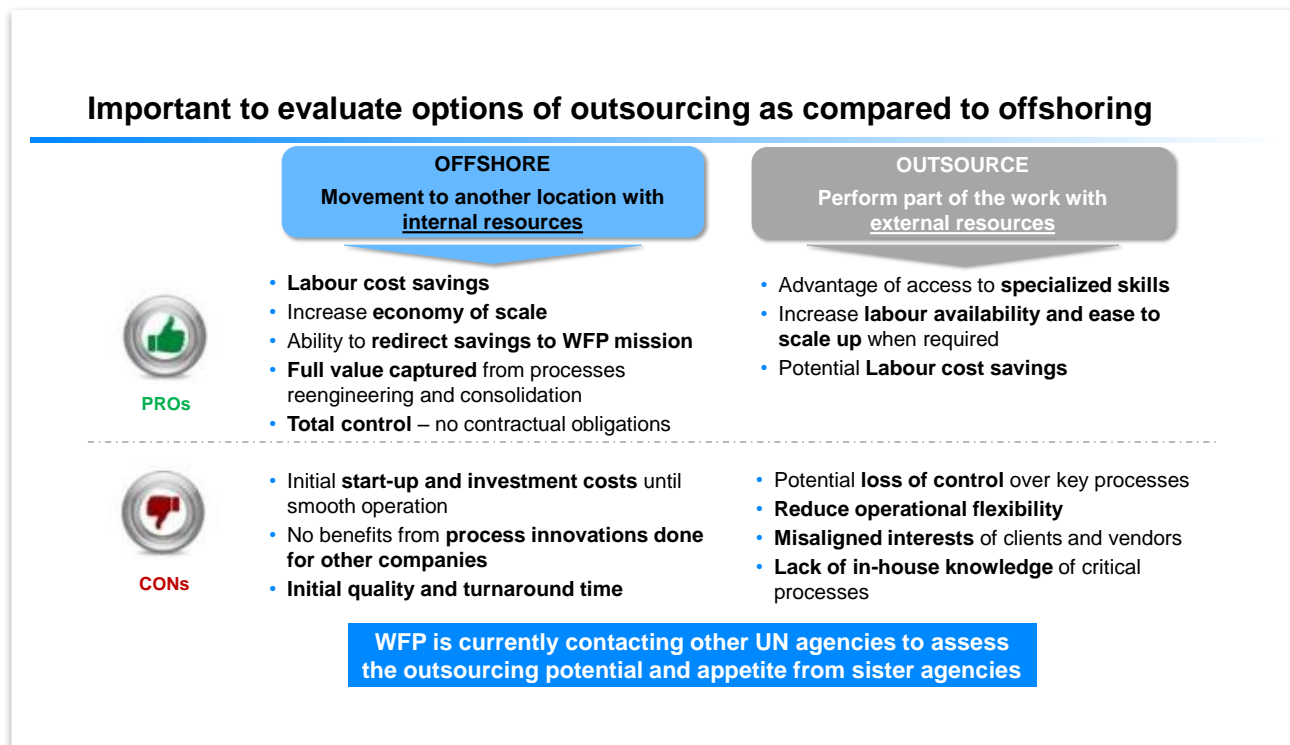 Important to evaluate options of outsourcing as compared to offshoring
OFFSHORE
Movement to another location with
internal resources
OUTSOURCE
Perform part of the work with
external resources
PROs
• Labour cost savings
• Increase economy of scale
• Ability to redirect savings to WFP mission
• Full value captured from processes
reengineering and consolidation
• Total control – no contractual obligations
• Advantage of access to specialized skills
• Increase labour availability and ease to
scale up when required
• Potential Labour cost savings
CONs
• Initial start-up and investment costs until
smooth operation
• No benefits from process innovations done
for other companies
• Initial quality and turnaround time
• Potential loss of control over key processes
• Reduce operational flexibility
• Misaligned interests of clients and vendors
• Lack of in-house knowledge of critical
processes
WFP is currently contacting other UN agencies to assess
the outsourcing potential and appetite from sister agencies